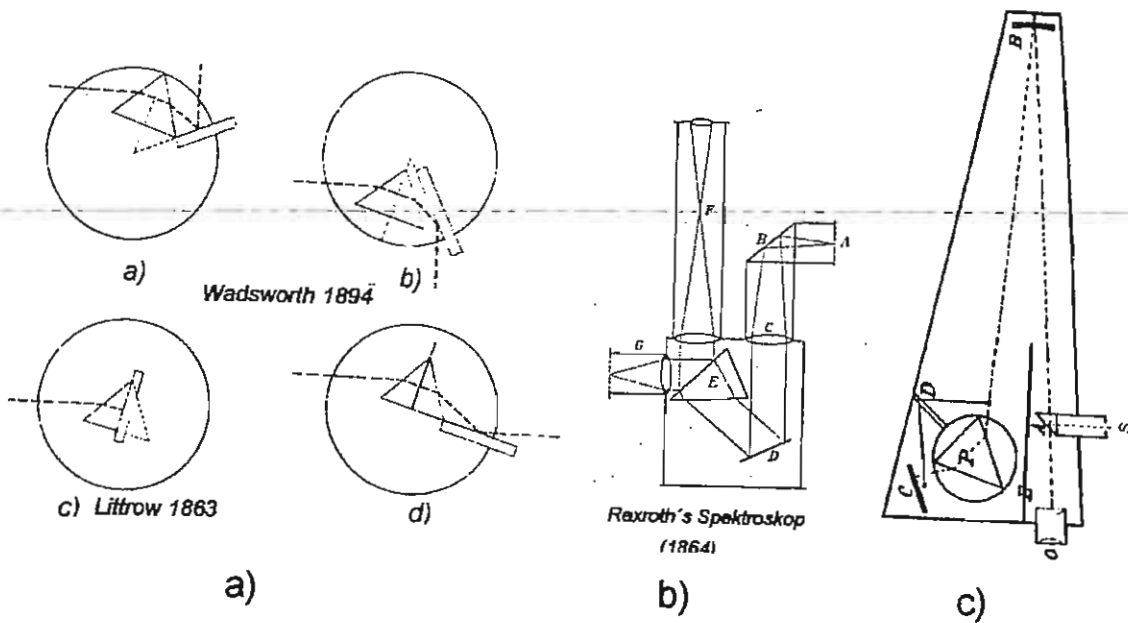 a)
b)
Wadsworth 1894
c) Littrow 1863
d)
a)
F
B
A
C
G
E
D
Rexroth's Spektroskop
(1864)
b)
B
D
P
C
A
S
O
c)